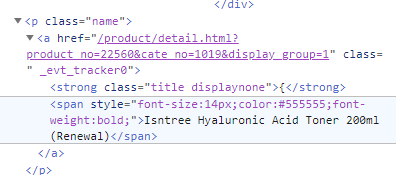 </div>
▼<p class="name">
▼<a href="/product/detail.html?
product_no=22560&cate_no=1019&display_group=1" class=
" _evt_tracker0">
<strong class="title displaynone">{</strong>
<span style="font-size:14px;color:#555555;font-
weight:bold;">Isntree Hyaluronic Acid Toner 200ml
(Renewal)</span>
</a>
</p>